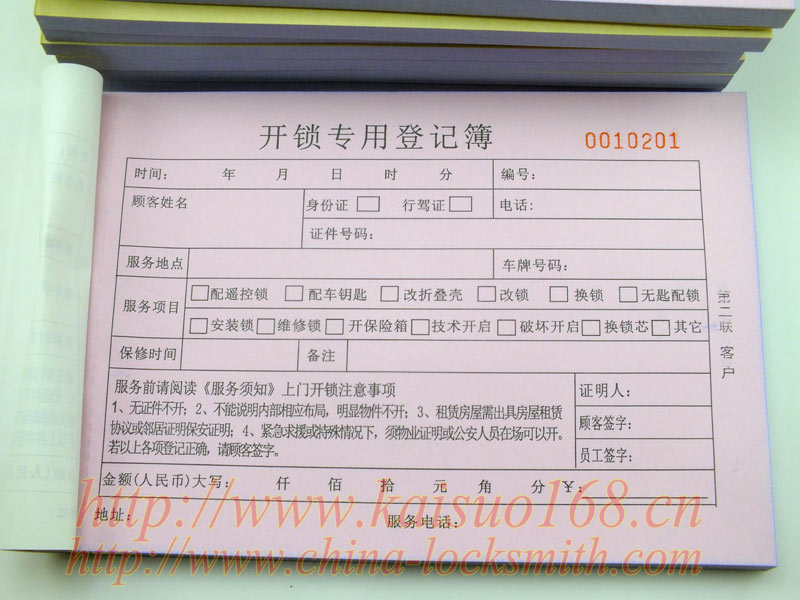 开锁专用登记簿 0010201
时间: 年 月 日 时 分 编号:
顾客姓名 身份证 行驾证 电话:
证件号码:
服务地点 车牌号码:
服务项目 配遥控锁 配车钥匙 改折叠壳 改锁 换锁 无匙配锁
安装锁 维修锁 开保险箱 技术开启 破坏开启 换锁芯 其它
保修时间 备注
第二联 客户
服务前请阅读《服务须知》上门开锁注意事项
1、无证件不开；2、不能说明内部相应布局，明显物件不开；3、租赁房屋需出具房屋租赁
协议或邻居证明保安证明；4、紧急求援或特殊情况下，须物业证明或公安人员在场可以开。
若以上各项登记正确，请顾客签字。
证明人:
顾客签字:
员工签字:
金额(人民币)大写: 仟 佰 拾 元 角 分 ¥:
地址: 服务电话:
http://www.kaisuo168.cn
http://www.china-locksmith.com